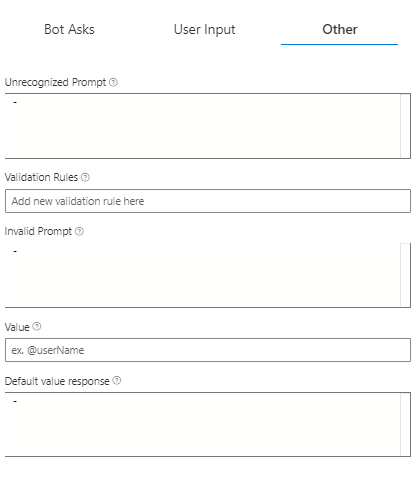 Bot Asks User Input Other
Unrecognized Prompt ?
-
Validation Rules ?
Add new validation rule here
Invalid Prompt ?
-
Value ?
ex. @userName
Default value response ?
-